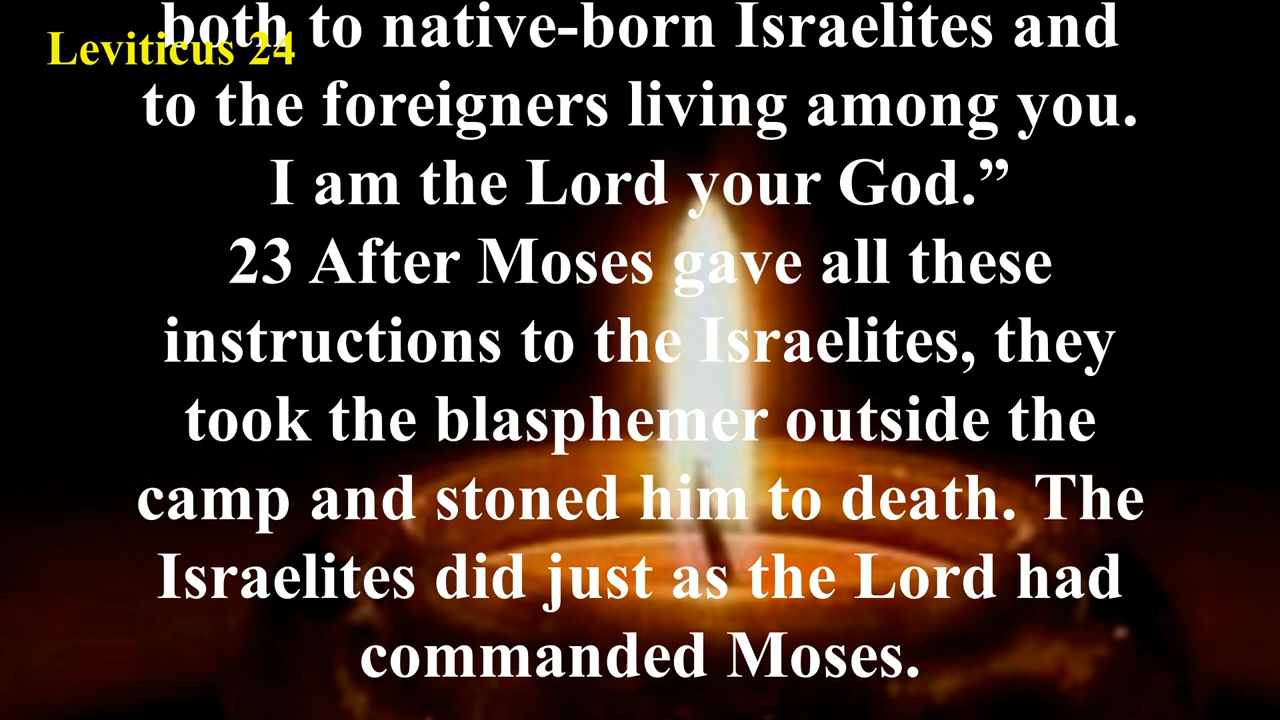 Leviticus 24
both to native-born Israelites and
to the foreigners living among you.
I am the Lord your God.”
23 After Moses gave all these
instructions to the Israelites, they
took the blasphemer outside the
camp and stoned him to death. The
Israelites did just as the Lord had
commanded Moses.